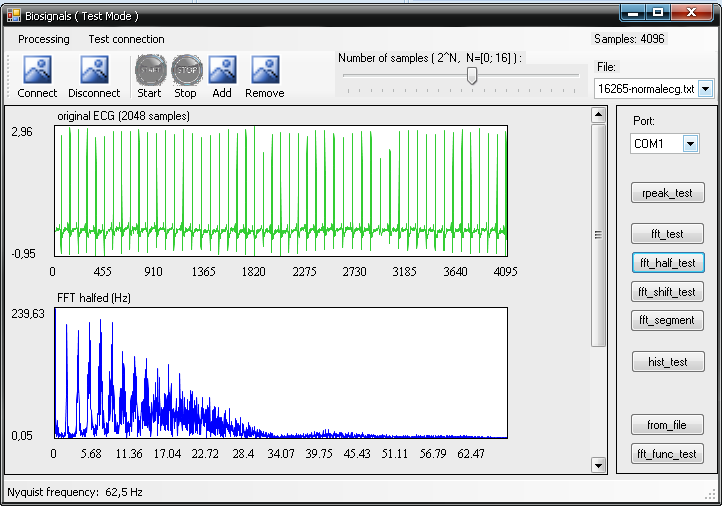 Biosignals ( Test Mode )
Processing Test connection Samples: 4096
Number of samples ( 2^N, N=[0; 16] ) :
File:
START STOP
16265-normalecg.txt
Connect Disconnect Start Stop Add Remove
original ECG (2048 samples)
2,96
-0,95
0 455 910 1365 1820 2275 2730 3185 3640 4095
FFT halfed (Hz)
239,63
0,05
0 5.68 11.36 17.04 22.72 28.4 34.07 39.75 45.43 51.11 56.79 62.47
Port:
COM1
rpeak_test
fft_test
fft_half_test
fft_shift_test
fft_segment
hist_test
from_file
fft_func_test
Nyquist frequency: 62,5 Hz